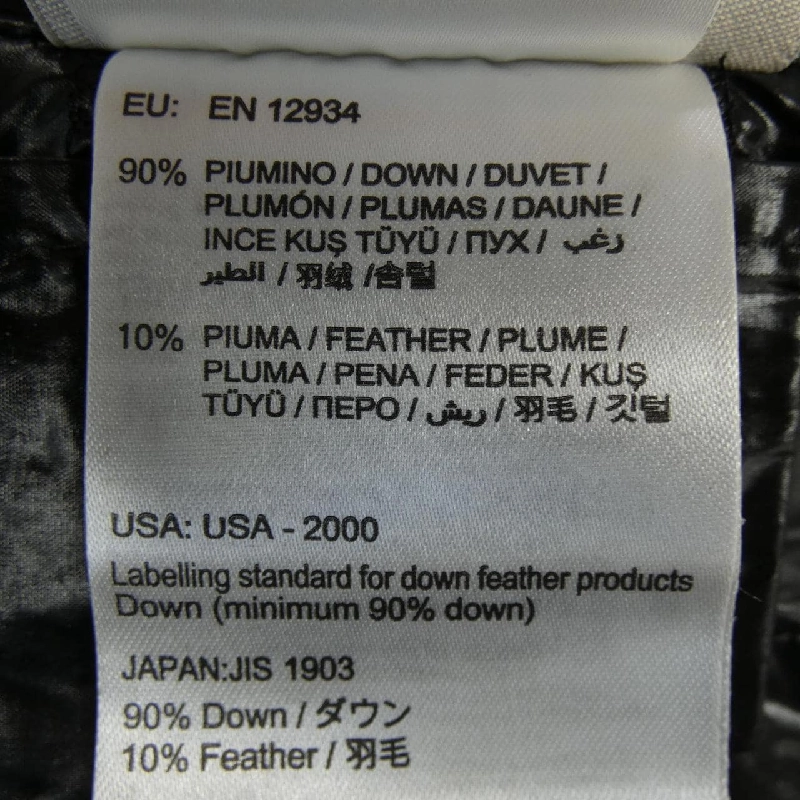 EU: EN 12934
90% PIUMINO / DOWN / DUVET /
PLUMÓN / PLUMAS / DAUNE /
INCE KUŞ TÜYÜ / ПУХ / زغب
الطير / 羽绒 /솜털
10% PIUMA / FEATHER / PLUME /
PLUMA / PENA / FEDER / KUŞ
TÜYÜ / ПЕРО / ريش / 羽毛 / 깃털
USA: USA - 2000
Labelling standard for down feather products
Down (minimum 90% down)
JAPAN:JIS 1903
90% Down / ダウン
10% Feather / 羽毛